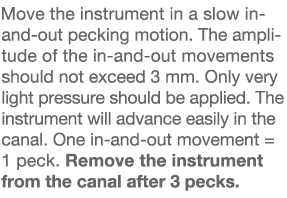 Move the instrument in a slow in-
and-out pecking motion. The ampli-
tude of the in-and-out movements
should not exceed 3 mm. Only very
light pressure should be applied. The
instrument will advance easily in the
canal. One in-and-out movement =
1 peck. Remove the instrument
from the canal after 3 pecks.